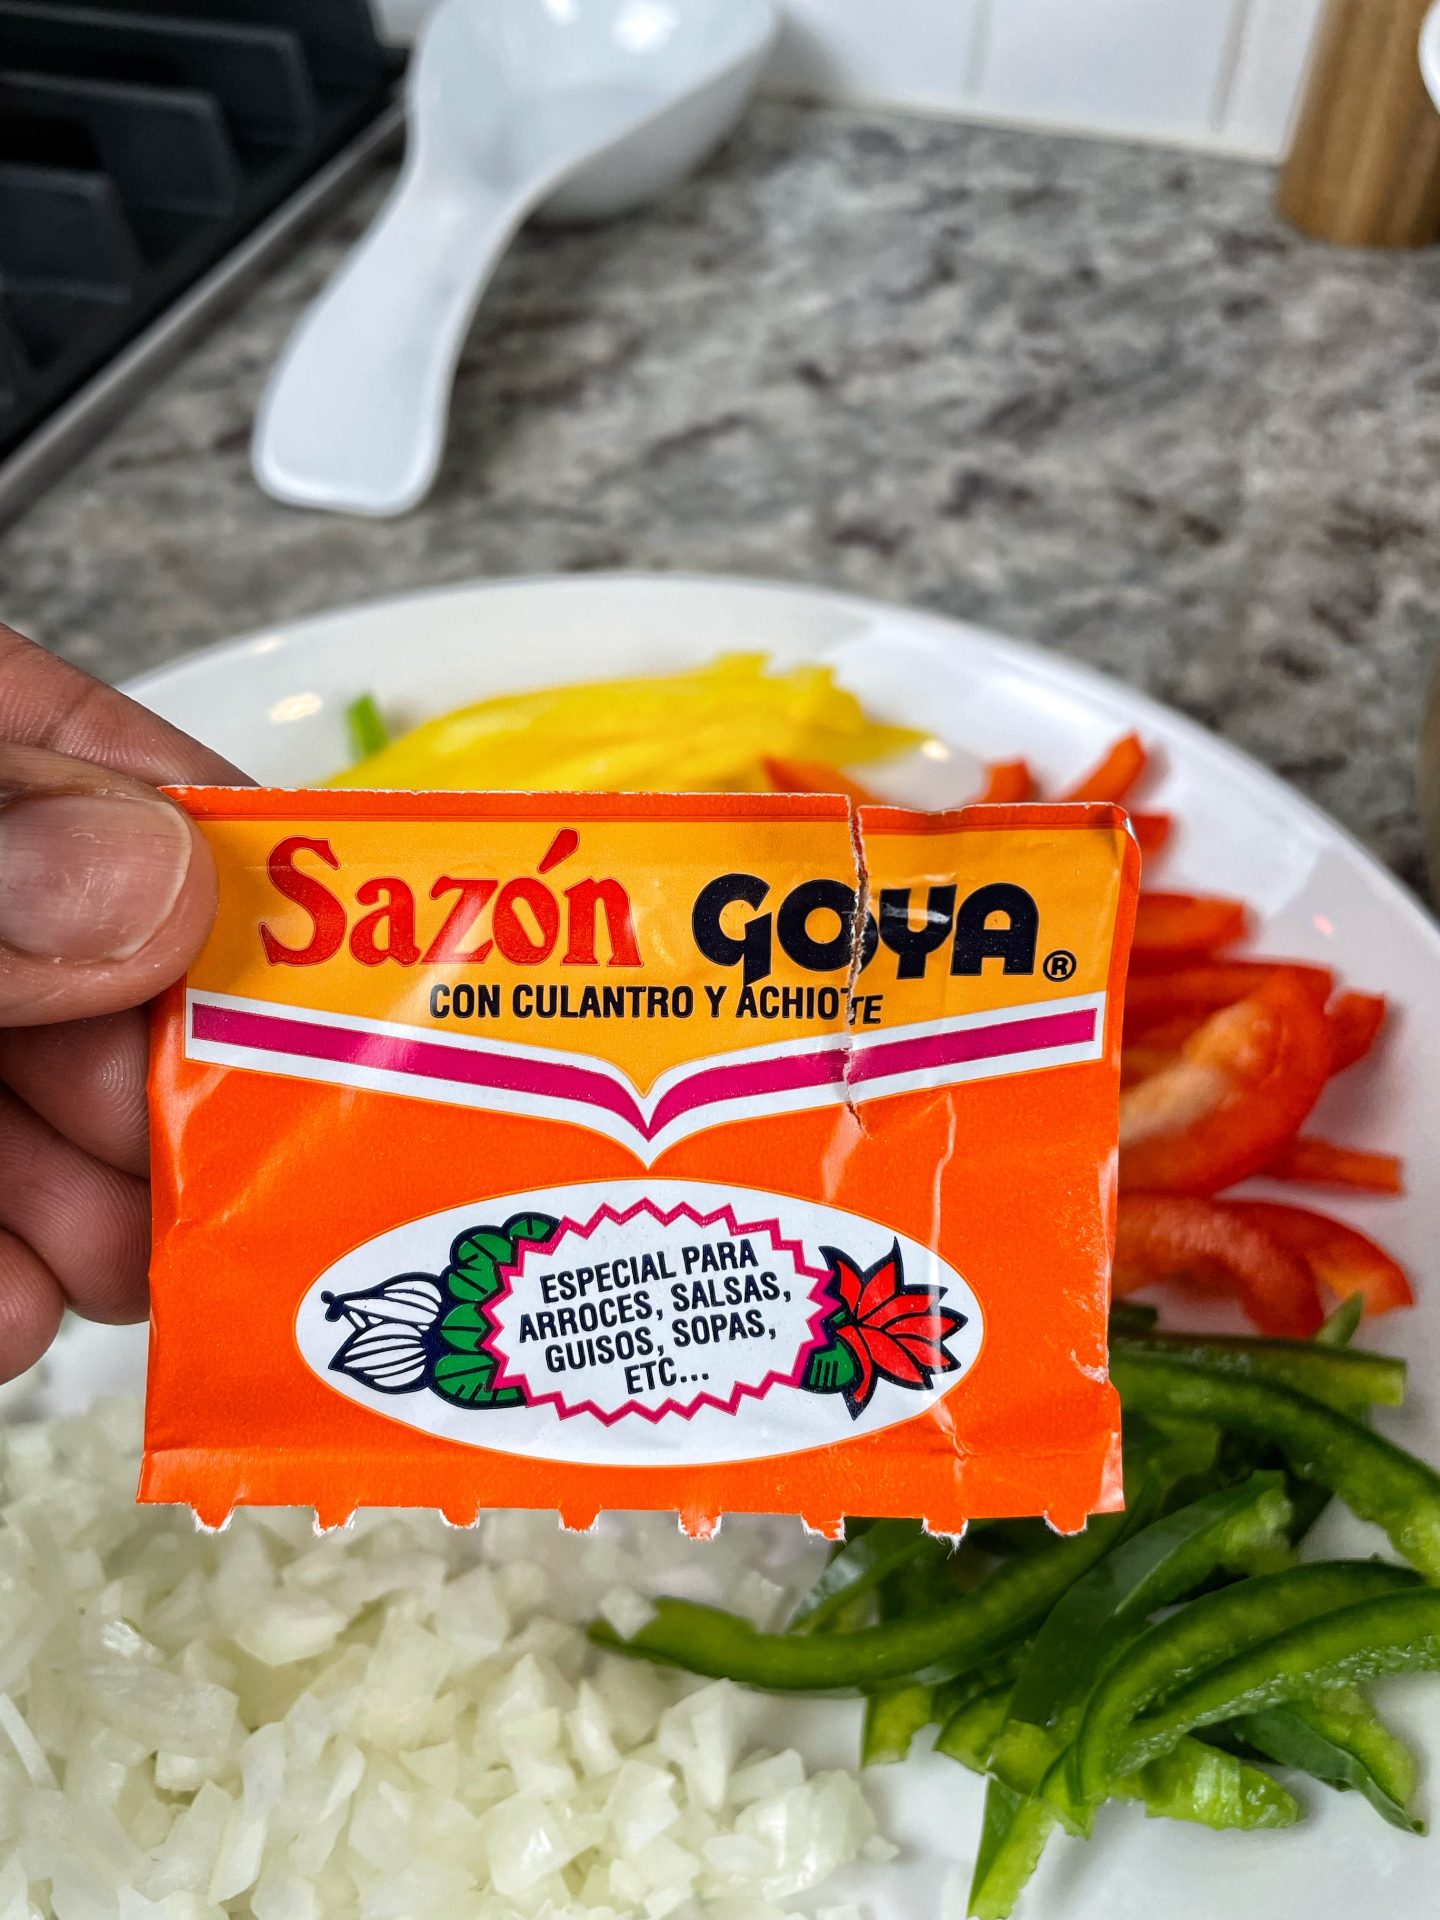 Sazón GOYA®
CON CULANTRO Y ACHIOTE
ESPECIAL PARA
ARROCES, SALSAS,
GUISOS, SOPAS,
ETC...